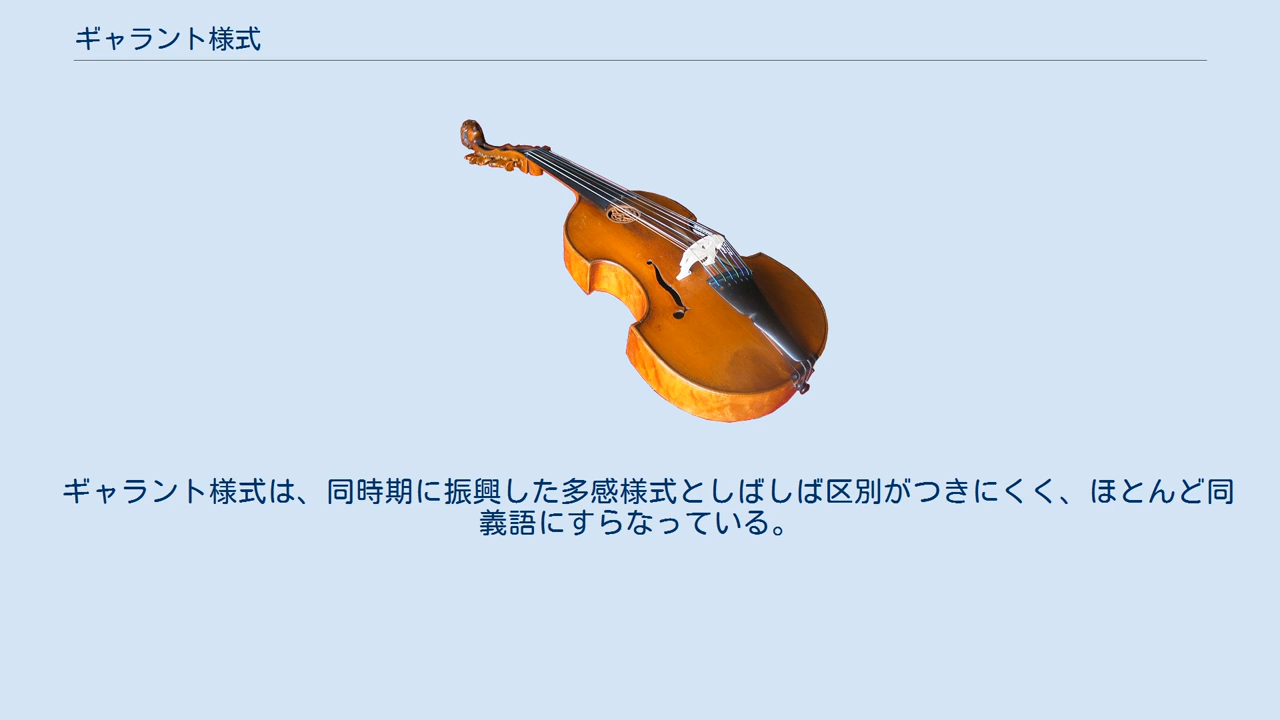 ギャラント様式
ギャラント様式は、同時期に振興した多感様式としばしば区別がつきにくく、ほとんど同
義語にすらなっている。